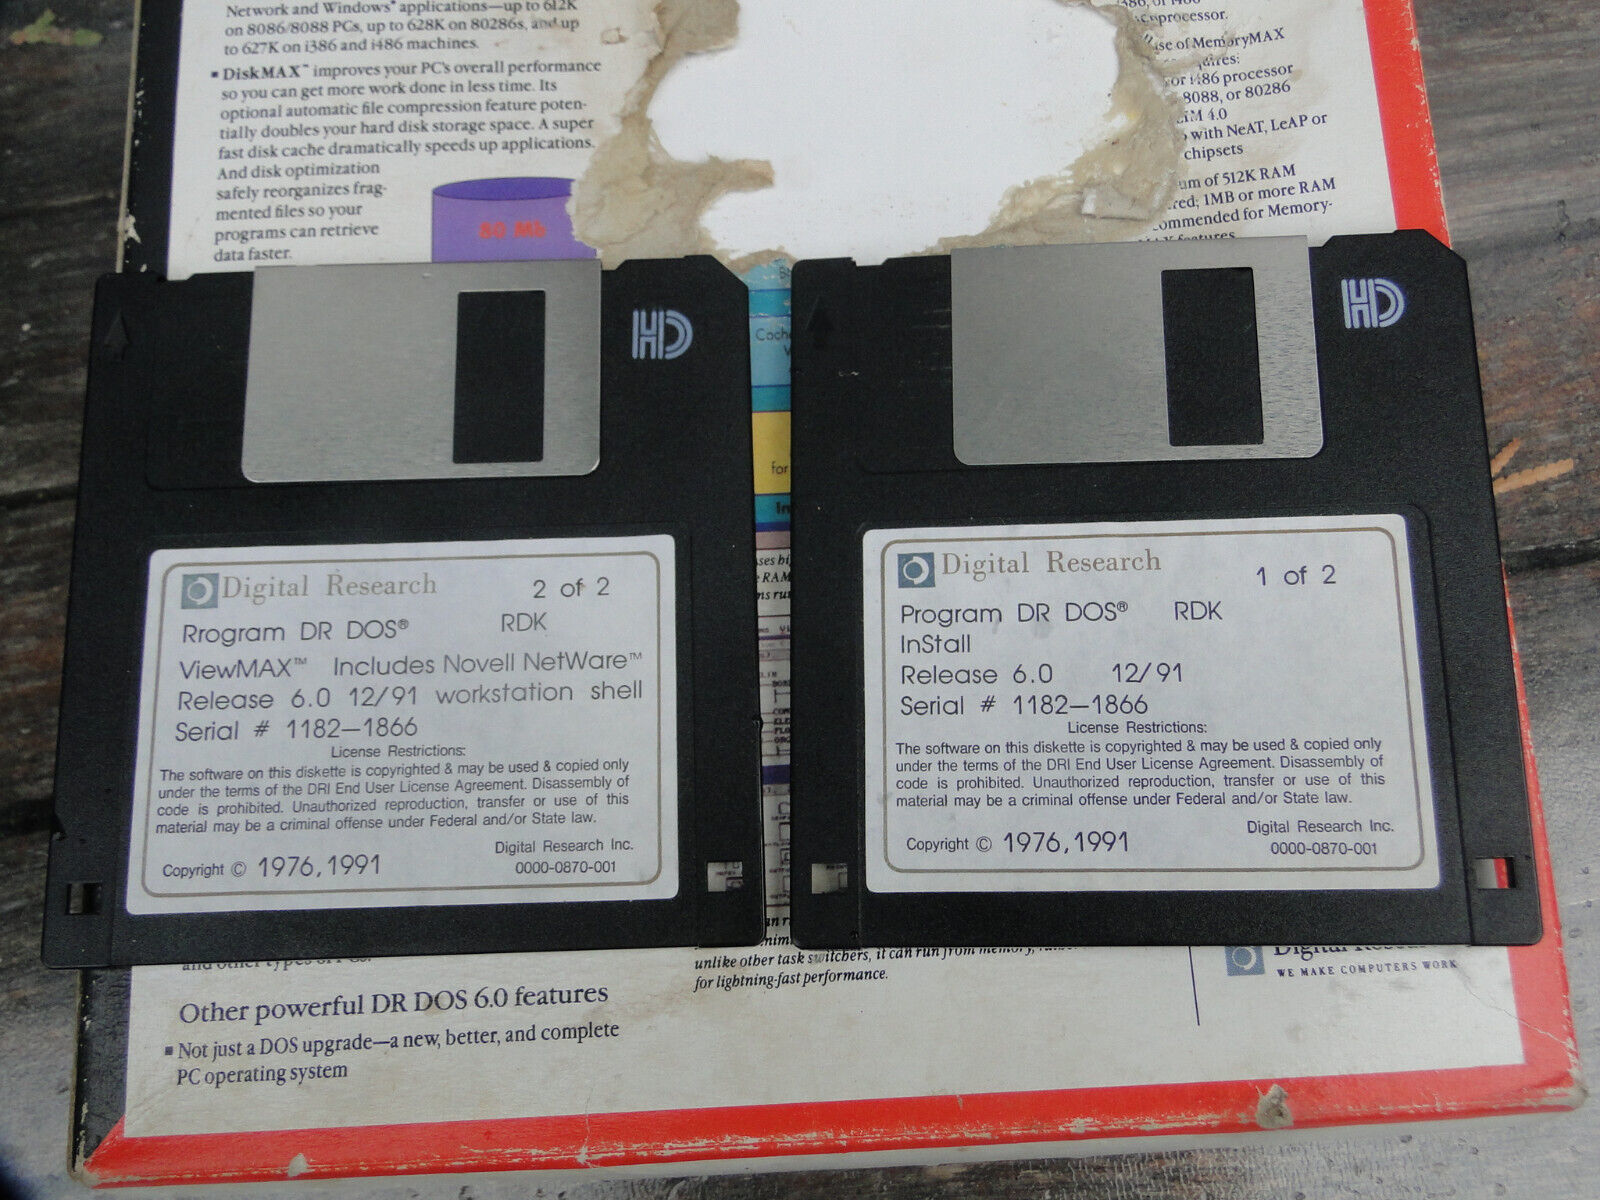 Network and Windows® applications—up to 612K
on 8086/8088 PCs, up to 628K on 80286s, and up
to 627K on i386 and i486 machines.
▪ DiskMAX™ improves your PC's overall performance
so you can get more work done in less time. Its
optional automatic file compression feature poten-
tially doubles your hard disk storage space. A super
fast disk cache dramatically speeds up applications.
And disk optimization
safely reorganizes frag-
mented files so your
programs can retrieve
data faster.
processor.
use of MemoryMAX
or i486 processor
8088, or 80286
LIM 4.0
with NeAT, LeAP or
chipsets
of 512K RAM
1MB or more RAM
for Memory-
features
HD
Digital Research 2 of 2
Rrogram DR DOS® RDK
ViewMAX™ Includes Novell NetWare™
Release 6.0 12/91 workstation shell
Serial # 1182–1866
License Restrictions:
The software on this diskette is copyrighted & may be used & copied only
under the terms of the DRI End User License Agreement. Disassembly of
code is prohibited. Unauthorized reproduction, transfer or use of this
material may be a criminal offense under Federal and/or State law.
Copyright © 1976,1991
Digital Research Inc.
0000-0870-001
HD
Digital Research 1 of 2
Program DR DOS® RDK
InStall
Release 6.0 12/91
Serial # 1182–1866
License Restrictions:
The software on this diskette is copyrighted & may be used & copied only
under the terms of the DRI End User License Agreement. Disassembly of
code is prohibited. Unauthorized reproduction, transfer or use of this
material may be a criminal offense under Federal and/or State law.
Copyright © 1976,1991
Digital Research Inc.
0000-0870-001
and other types of PCs.
Other powerful DR DOS 6.0 features
▪ Not just a DOS upgrade—a new, better, and complete
PC operating system
unlike other task switchers, it can run from memory,
for lightning-fast performance.
Digital
WE MAKE COMPUTERS WORK